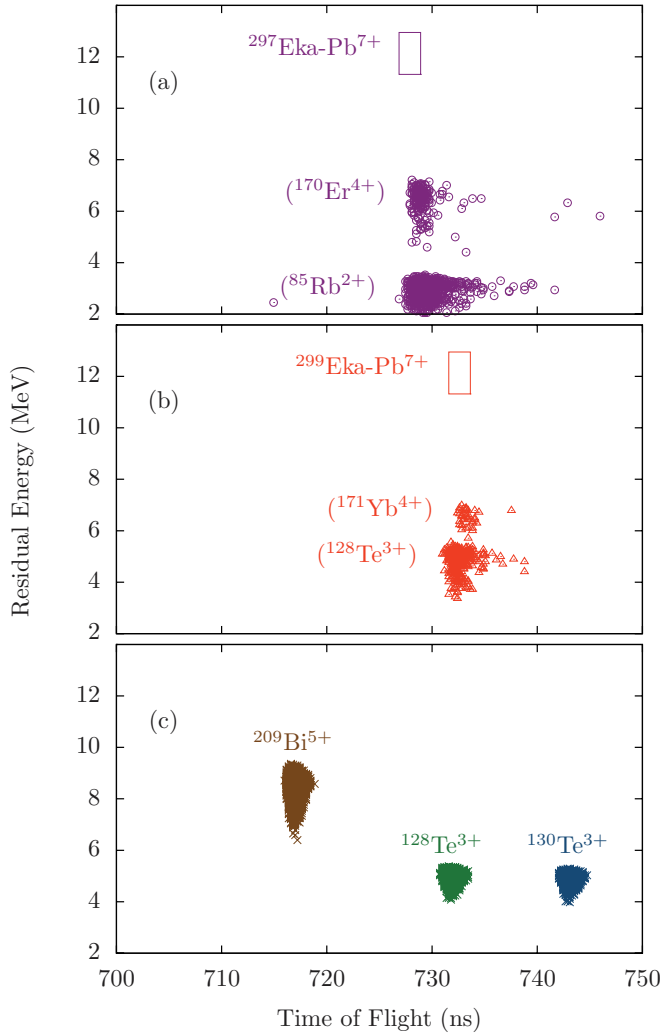 12
10
8
6
4
2
(a)
²⁹⁷Eka-Pb⁷⁺
(¹⁷⁰Er⁴⁺)
(⁸⁵Rb²⁺)
12
10
8
6
4
2
(b)
²⁹⁹Eka-Pb⁷⁺
(¹⁷¹Yb⁴⁺)
(¹²⁸Te³⁺)
Residual Energy (MeV)
12
10
8
6
4
2
(c)
²⁰⁹Bi⁵⁺
¹²⁸Te³⁺
¹³⁰Te³⁺
700 710 720 730 740 750
Time of Flight (ns)